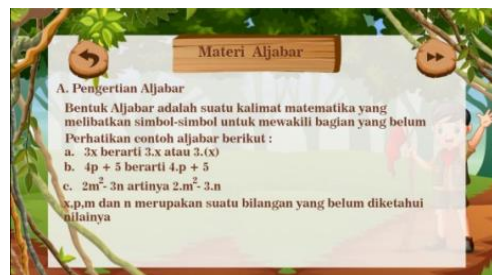 Materi Aljabar
A. Pengertian Aljabar
Bentuk Aljabar adalah suatu kalimat matematika yang
melibatkan simbol-simbol untuk mewakili bagian yang belum
Perhatikan contoh aljabar berikut :
a. 3x berarti 3.x atau 3.(x)
b. 4p + 5 berarti 4.p + 5
c. 2m²- 3n artinya 2.m²- 3.n
x,p,m dan n merupakan suatu bilangan yang belum diketahui
nilainya